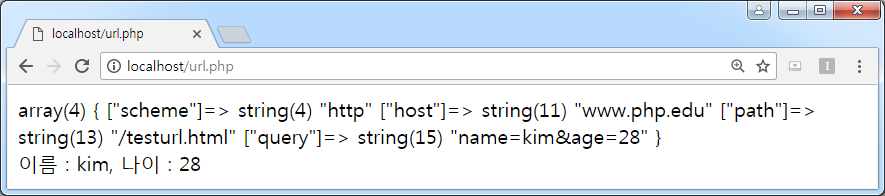 localhost/url.php
localhost/url.php
array(4) { ["scheme"]=> string(4) "http" ["host"]=> string(11) "www.php.edu" ["path"]=>
string(13) "/testurl.html" ["query"]=> string(15) "name=kim&age=28" }
이름 : kim, 나이 : 28